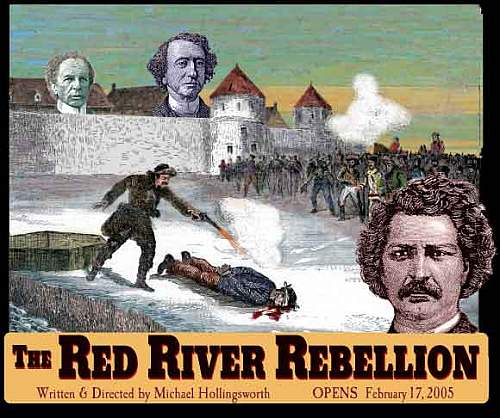 THE RED RIVER REBELLION
Written & Directed by Michael Hollingsworth OPENS February 17, 2005